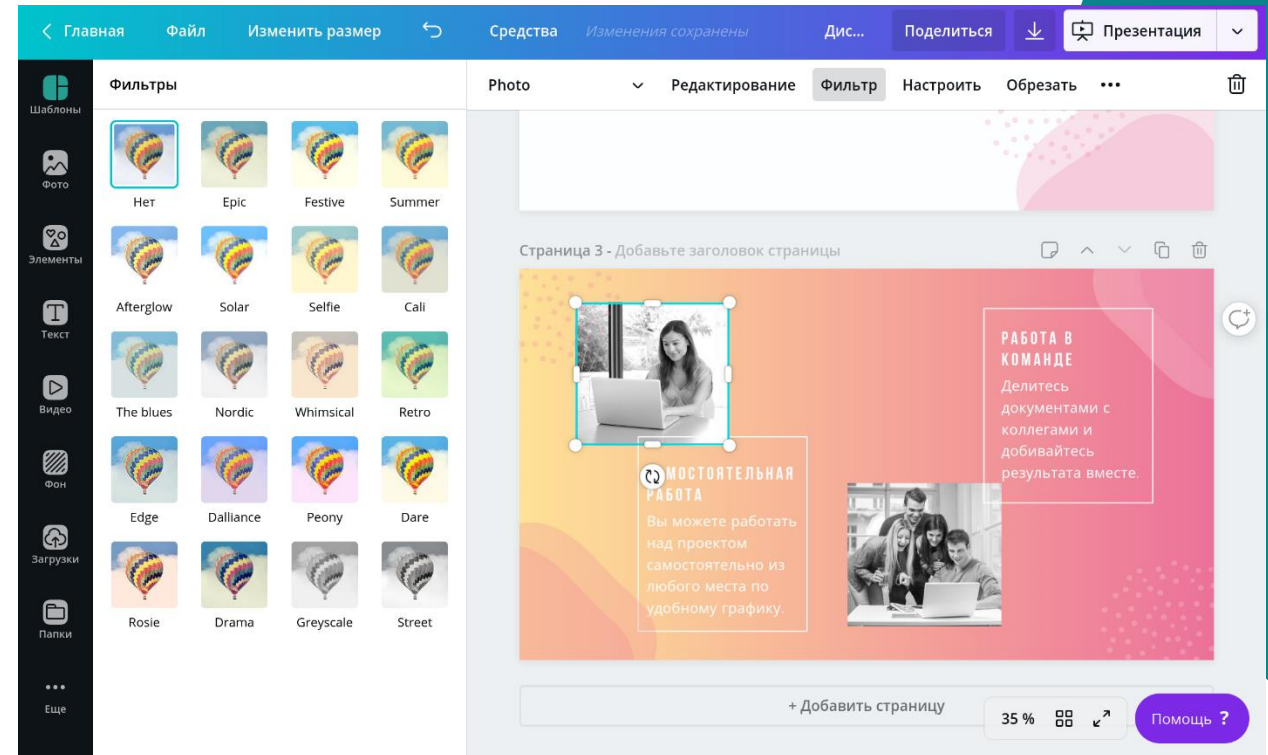 Главная Файл Изменить размер Средства Изменения сохранены Дис... Поделиться Презентация
Шаблоны
Фото
Элементы
Текст
Видео
Фон
Загрузки
Папки
Еще
Фильтры
Нет Epic Festive Summer
Afterglow Solar Selfie Cali
The blues Nordic Whimsical Retro
Edge Dalliance Peony Dare
Rosie Drama Greyscale Street
Photo Редактирование Фильтр Настроить Обрезать
Страница 3 - Добавьте заголовок страницы
МОСТОЯТЕЛЬНАЯ
РАБОТА
Вы можете работать
над проектом
самостоятельно из
любого места по
удобному графику.
РАБОТА В
КОМАНДЕ
Делитесь
документами с
коллегами и
добивайтесь
результата вместе.
+ Добавить страницу
35 %
Помощь ?